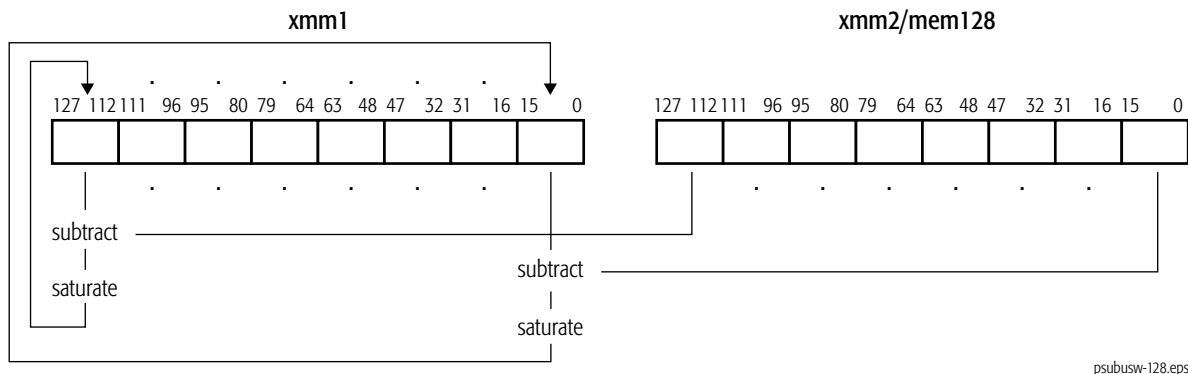 xmm1 xmm2/mem128
. . . . . .
127 112 111 96 95 80 79 64 63 48 47 32 31 16 15 0 127 112 111 96 95 80 79 64 63 48 47 32 31 16 15 0
. . . . . . . . . . . .
subtract
subtract
saturate
saturate
psubusw-128.eps